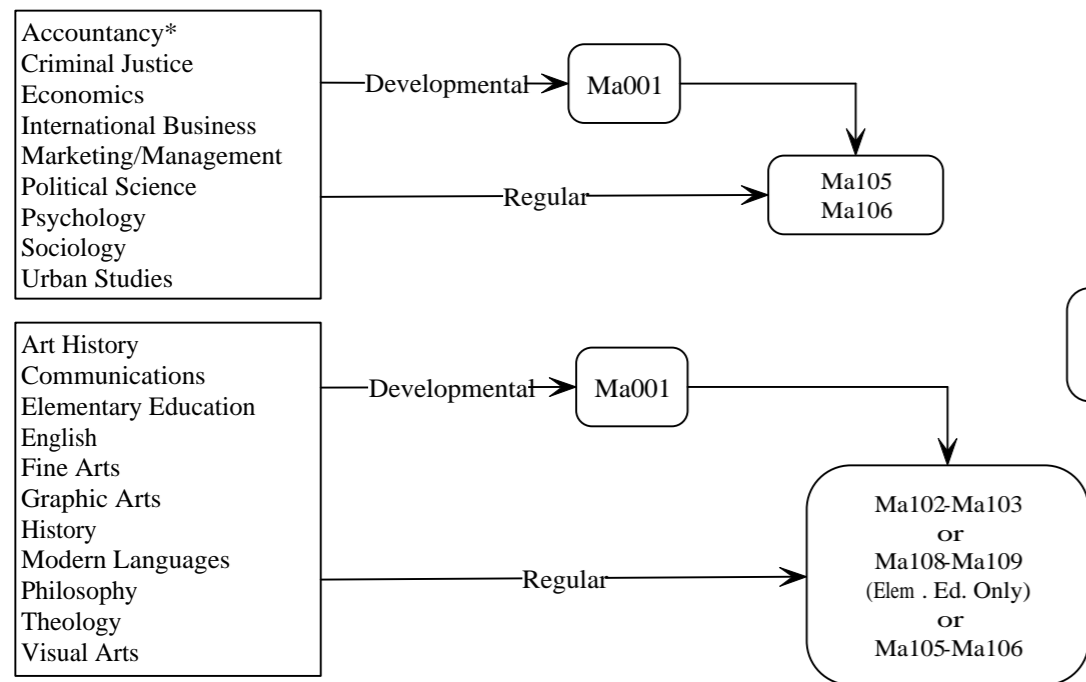 Accountancy*
Criminal Justice
Economics
International Business
Marketing/Management
Political Science
Psychology
Sociology
Urban Studies
Developmental
Ma001
Regular
Ma105
Ma106
Art History
Communications
Elementary Education
English
Fine Arts
Graphic Arts
History
Modern Languages
Philosophy
Theology
Visual Arts
Developmental
Ma001
Regular
Ma102-Ma103
or
Ma108-Ma109
(Elem . Ed. Only)
or
Ma105-Ma106